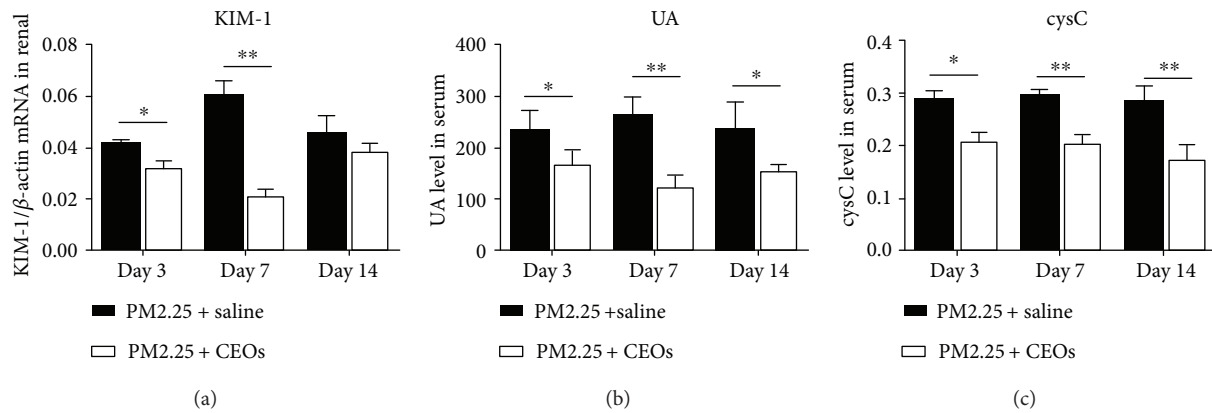 KIM-1
KIM-1/β-actin mRNA in renal
0.08
0.06
0.04
0.02
0.00
*
**
Day 3
Day 7
Day 14
PM2.25 + saline
PM2.25 + CEOs
(a)
UA
UA level in serum
400
300
200
100
0
*
**
*
Day 3
Day 7
Day 14
PM2.25 +saline
PM2.25 + CEOs
(b)
cysC
cysC level in serum
0.4
0.3
0.2
0.1
0.0
*
**
**
Day 3
Day 7
Day 14
PM2.25 + saline
PM2.25 + CEOs
(c)